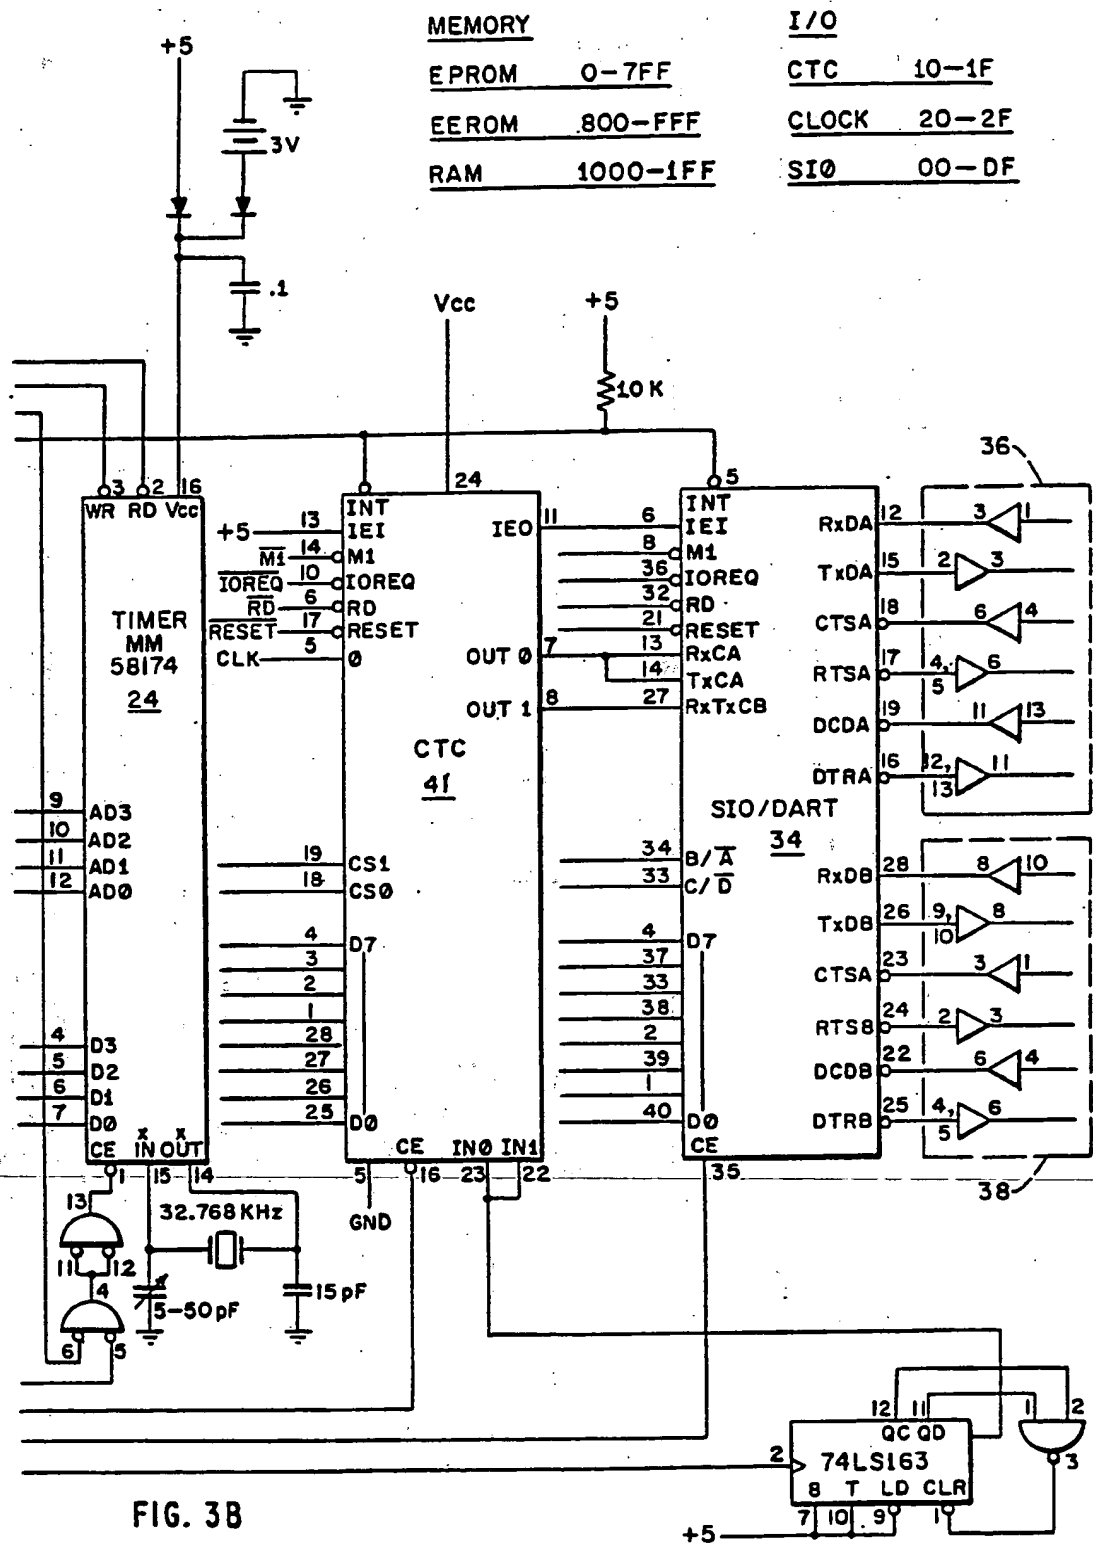 MEMORY
EPROM 0-7FF
EEROM 800-FFF
RAM 1000-1FF
I/O
CTC 10-1F
CLOCK 20-2F
SIØ 00-DF
+5
3V
.1
Vcc
+5
10K
3 2 16
WR RD Vcc
TIMER
MM
58174
24
9 AD3
10 AD2
11 AD1
12 AD0
4 D3
5 D2
6 D1
7 D0
CE X IN X OUT
1 15 14
13
11 12
4
6 5
32.768KHz
5-50pF
15pF
24
INT
+5 13 IEI
M1 14 M1
IOREQ 10 IOREQ
RD 6 RD
RESET 17 RESET
CLK 5 Ø
IEO 11
OUT 0 7
OUT 1 8
CTC
41
19 CS1
18 CS0
4 D7
3
2
1
28
27
26
25 D0
CE IN0 IN1
5 16 23 22
GND
5
INT
6 IEI
8 M1
36 IOREQ
32 RD
21 RESET
13 RxCA
14 TxCA
27 RxTxCB
SIO/DART
34
34 B/A
33 C/D
4 D7
37
33
38
2
39
1
40 D0
CE
35
RxDA 12 3 1
TxDA 15 2 3
CTSA 18 6 4
RTSA 17 4, 5 6
DCDA 19 11 13
DTRA 16 12, 13 11
36
RxDB 28 8 10
TxDB 26 9, 10 8
CTSA 23 3 1
RTSB 24 2 3
DCDB 22 6 4
DTRB 25 4, 5 6
38
12 11 1 2
QC QD
2 74LS163 3
8 T LD CLR
7 10 9 1
+5
FIG. 3B